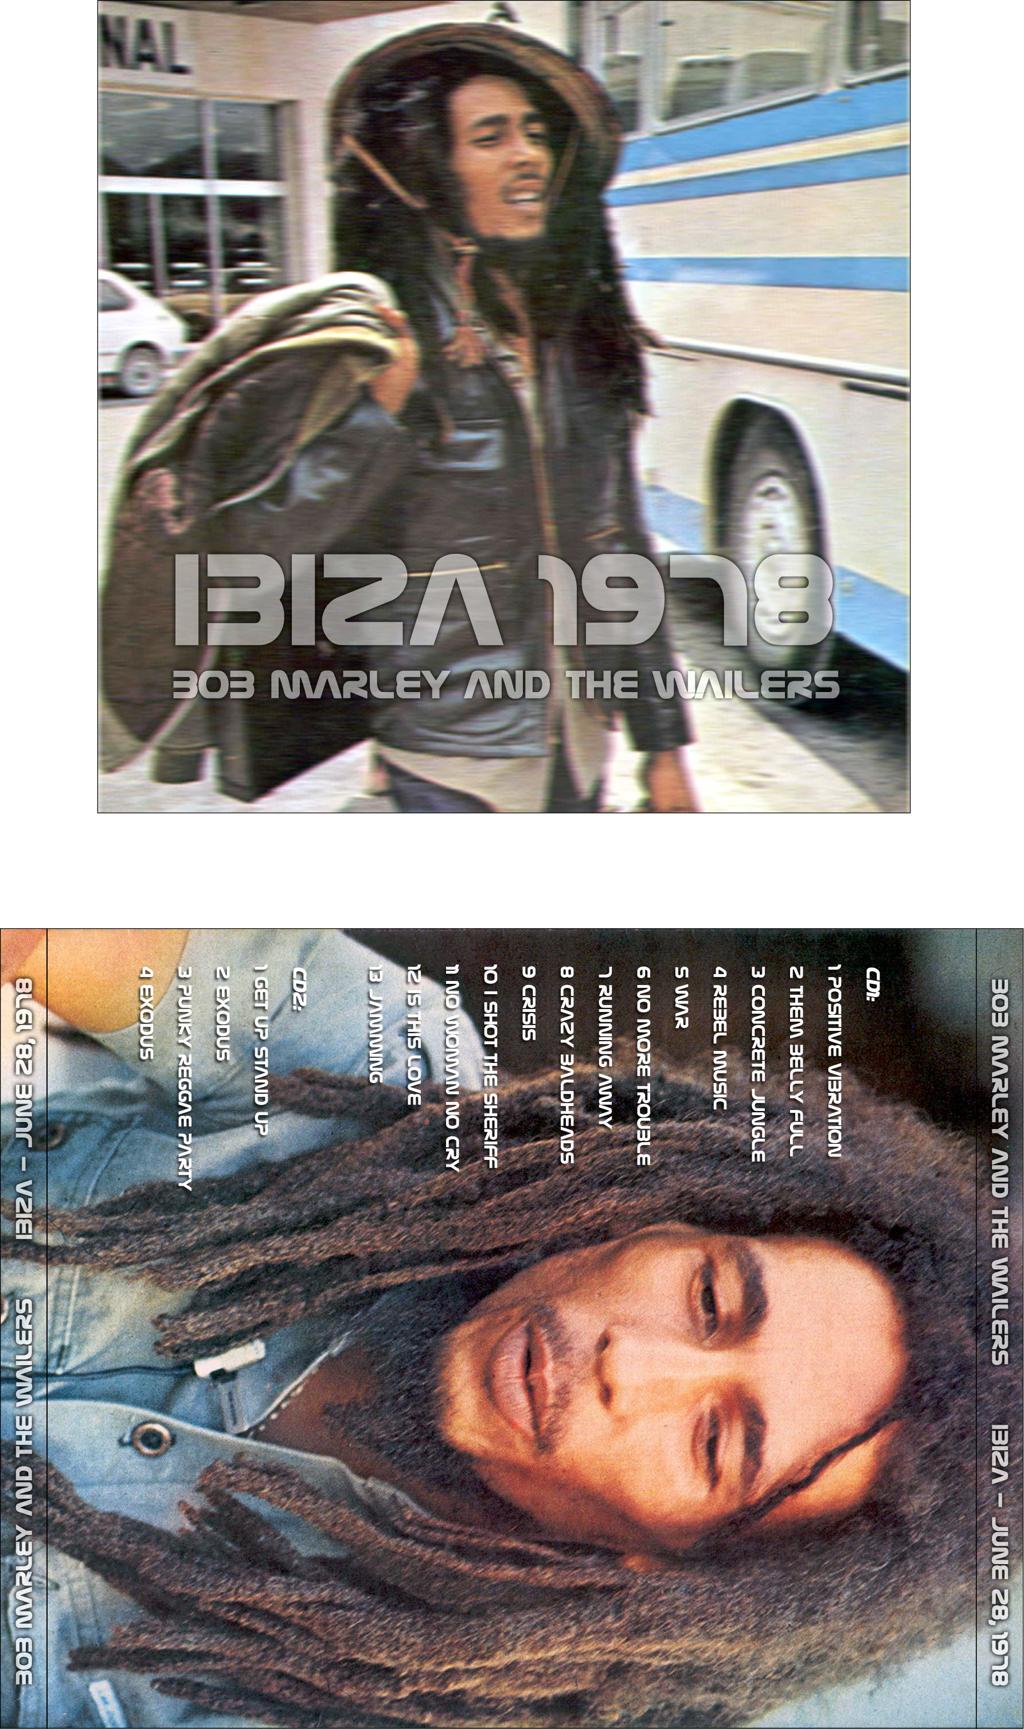 NAL
IBIZA 1978
BOB MARLEY AND THE WAILERS
BOB MARLEY AND THE WAILERS IBIZA - JUNE 28, 1978
CD1:
1 POSITIVE VIBRATION
2 THEM BELLY FULL
3 CONCRETE JUNGLE
4 REBEL MUSIC
5 WAR
6 NO MORE TROUBLE
7 RUNNING AWAY
8 CRAZY BALDHEADS
9 CRISIS
10 I SHOT THE SHERIFF
11 NO WOMAN NO CRY
12 IS THIS LOVE
13 JAMMING
CD2:
1 GET UP STAND UP
2 EXODUS
3 PUNKY REGGAE PARTY
4 EXODUS
IBIZA - JUNE 28, 1978 BOB MARLEY AND THE WAILERS